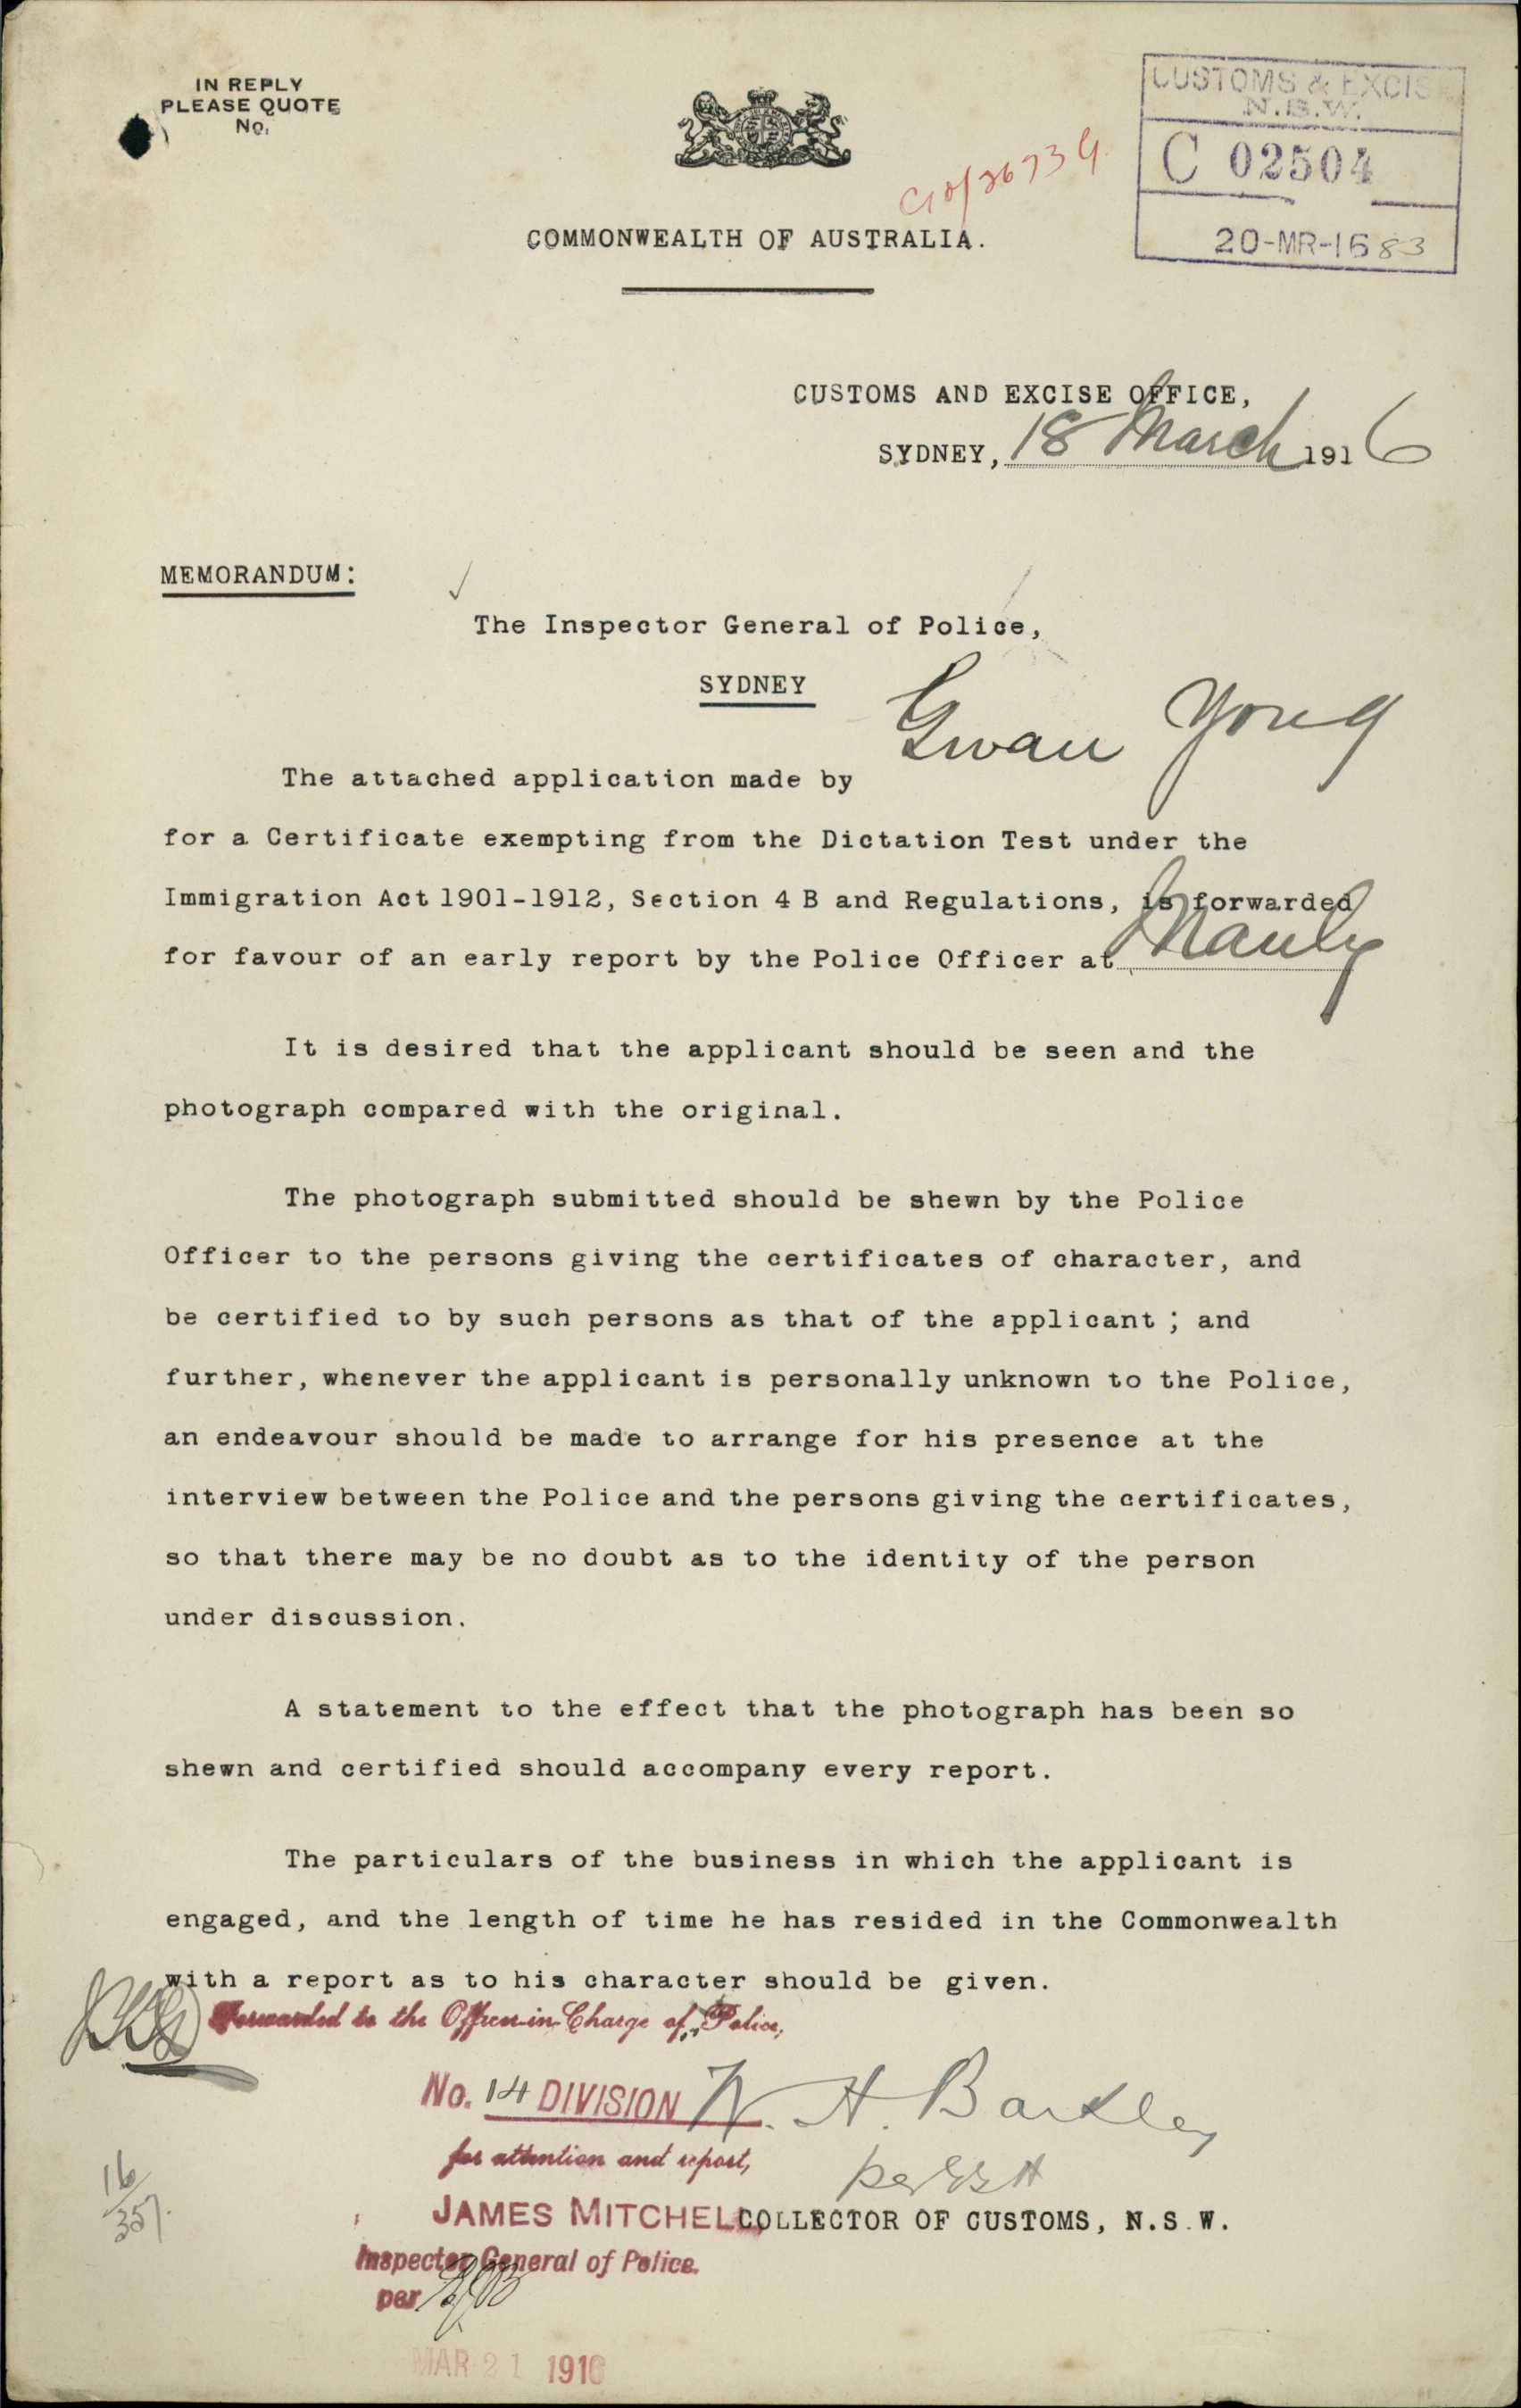 IN REPLY
PLEASE QUOTE
No.
CUSTOMS & EXCISE
N.S.W.
C 02504
20-MR-16 83
COMMONWEALTH OF AUSTRALIA.
CUSTOMS AND EXCISE OFFICE,
SYDNEY, 18 March 1916
MEMORANDUM:
The Inspector General of Police,
SYDNEY
The attached application made by Gwan Young
for a Certificate exempting from the Dictation Test under the
Immigration Act 1901-1912, Section 4 B and Regulations, is forwarded
for favour of an early report by the Police Officer at Manly
It is desired that the applicant should be seen and the
photograph compared with the original.
The photograph submitted should be shewn by the Police
Officer to the persons giving the certificates of character, and
be certified to by such persons as that of the applicant ; and
further, whenever the applicant is personally unknown to the Police,
an endeavour should be made to arrange for his presence at the
interview between the Police and the persons giving the certificates,
so that there may be no doubt as to the identity of the person
under discussion.
A statement to the effect that the photograph has been so
shewn and certified should accompany every report.
The particulars of the business in which the applicant is
engaged, and the length of time he has resided in the Commonwealth
with a report as to his character should be given.
Forwarded to the Officer-in-Charge of Police,
No. 14 DIVISION
W. H. Barkley
for attention and report,
per
JAMES MITCHELL
COLLECTOR OF CUSTOMS, N.S.W.
Inspector General of Police.
per
16/357.
MAR 21 1916